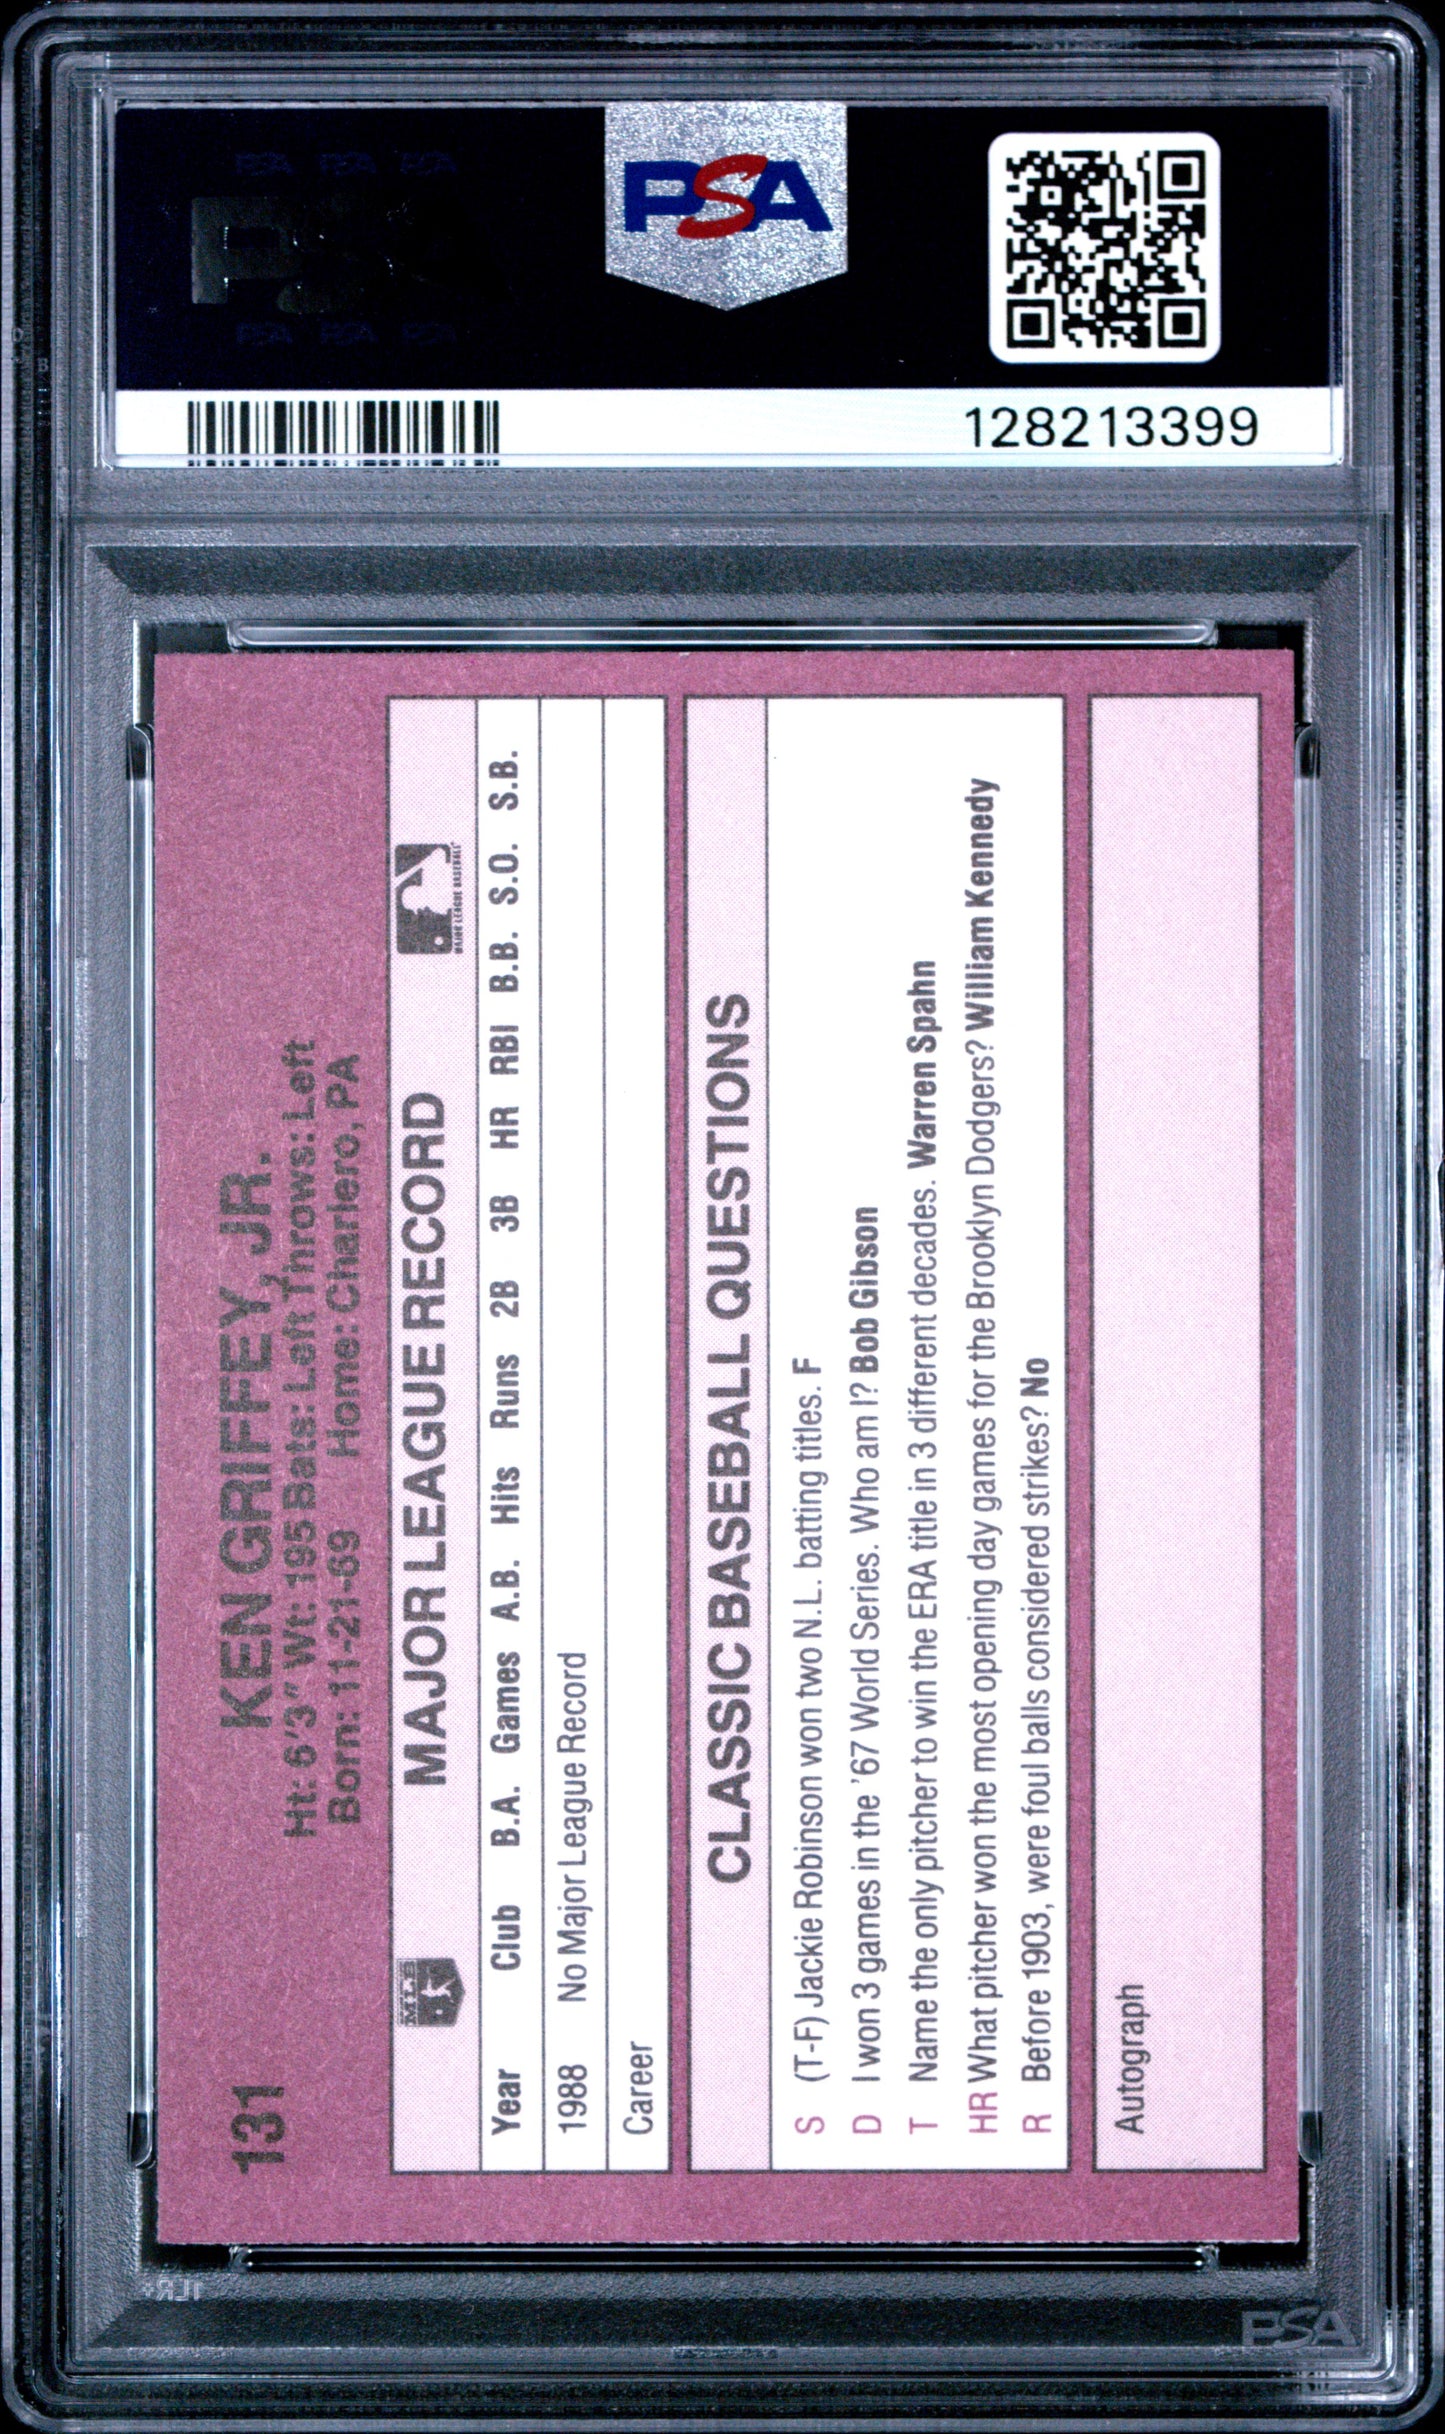 PSA
128213399
131
KEN GRIFFEY, JR.
Ht: 6'3" Wt: 195 Bats: Left Throws: Left
Born: 11-21-69 Home: Charlero, PA
MLB
MAJOR LEAGUE RECORD
MAJOR LEAGUE BASEBALL
Year Club B.A. Games A.B. Hits Runs 2B 3B HR RBI B.B. S.O. S.B.
1988 No Major League Record
Career
CLASSIC BASEBALL QUESTIONS
S (T-F) Jackie Robinson won two N.L. batting titles. F
D I won 3 games in the '67 World Series. Who am I? Bob Gibson
T Name the only pitcher to win the ERA title in 3 different decades. Warren Spahn
HR What pitcher won the most opening day games for the Brooklyn Dodgers? William Kennedy
R Before 1903, were foul balls considered strikes? No
Autograph
PSA